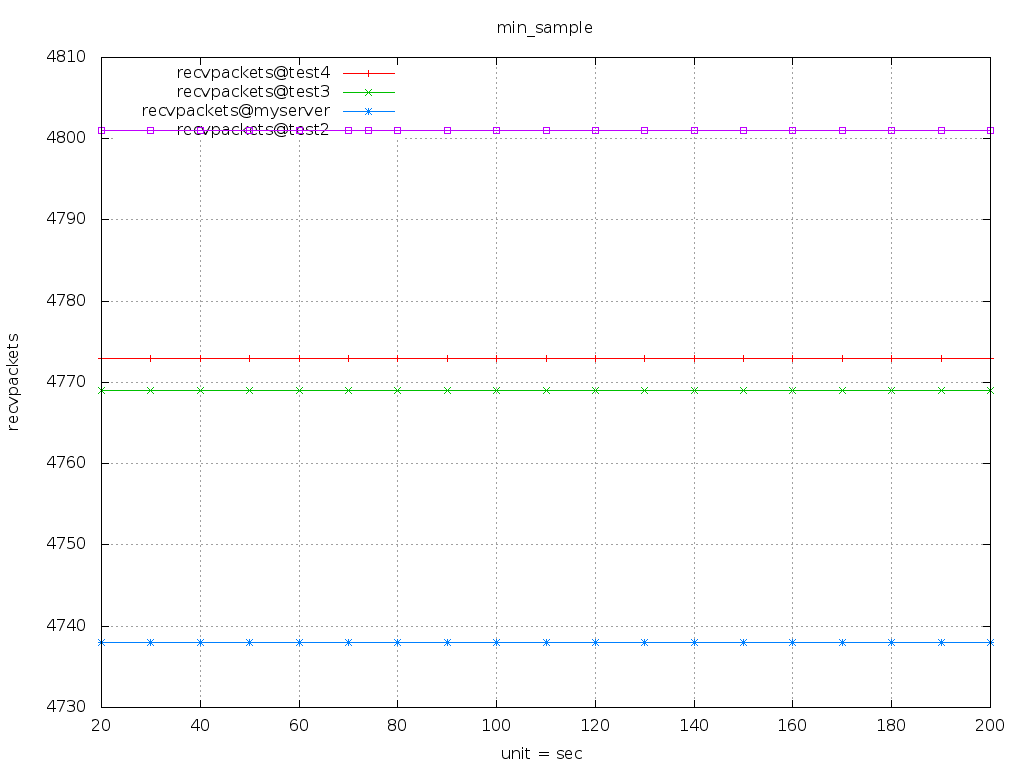 min_sample
4810
recvpackets@test4
recvpackets@test3
recvpackets@myserver
recvpackets@test2
4800
4790
4780
4770
4760
4750
4740
4730
recvpackets
20 40 60 80 100 120 140 160 180 200
unit = sec